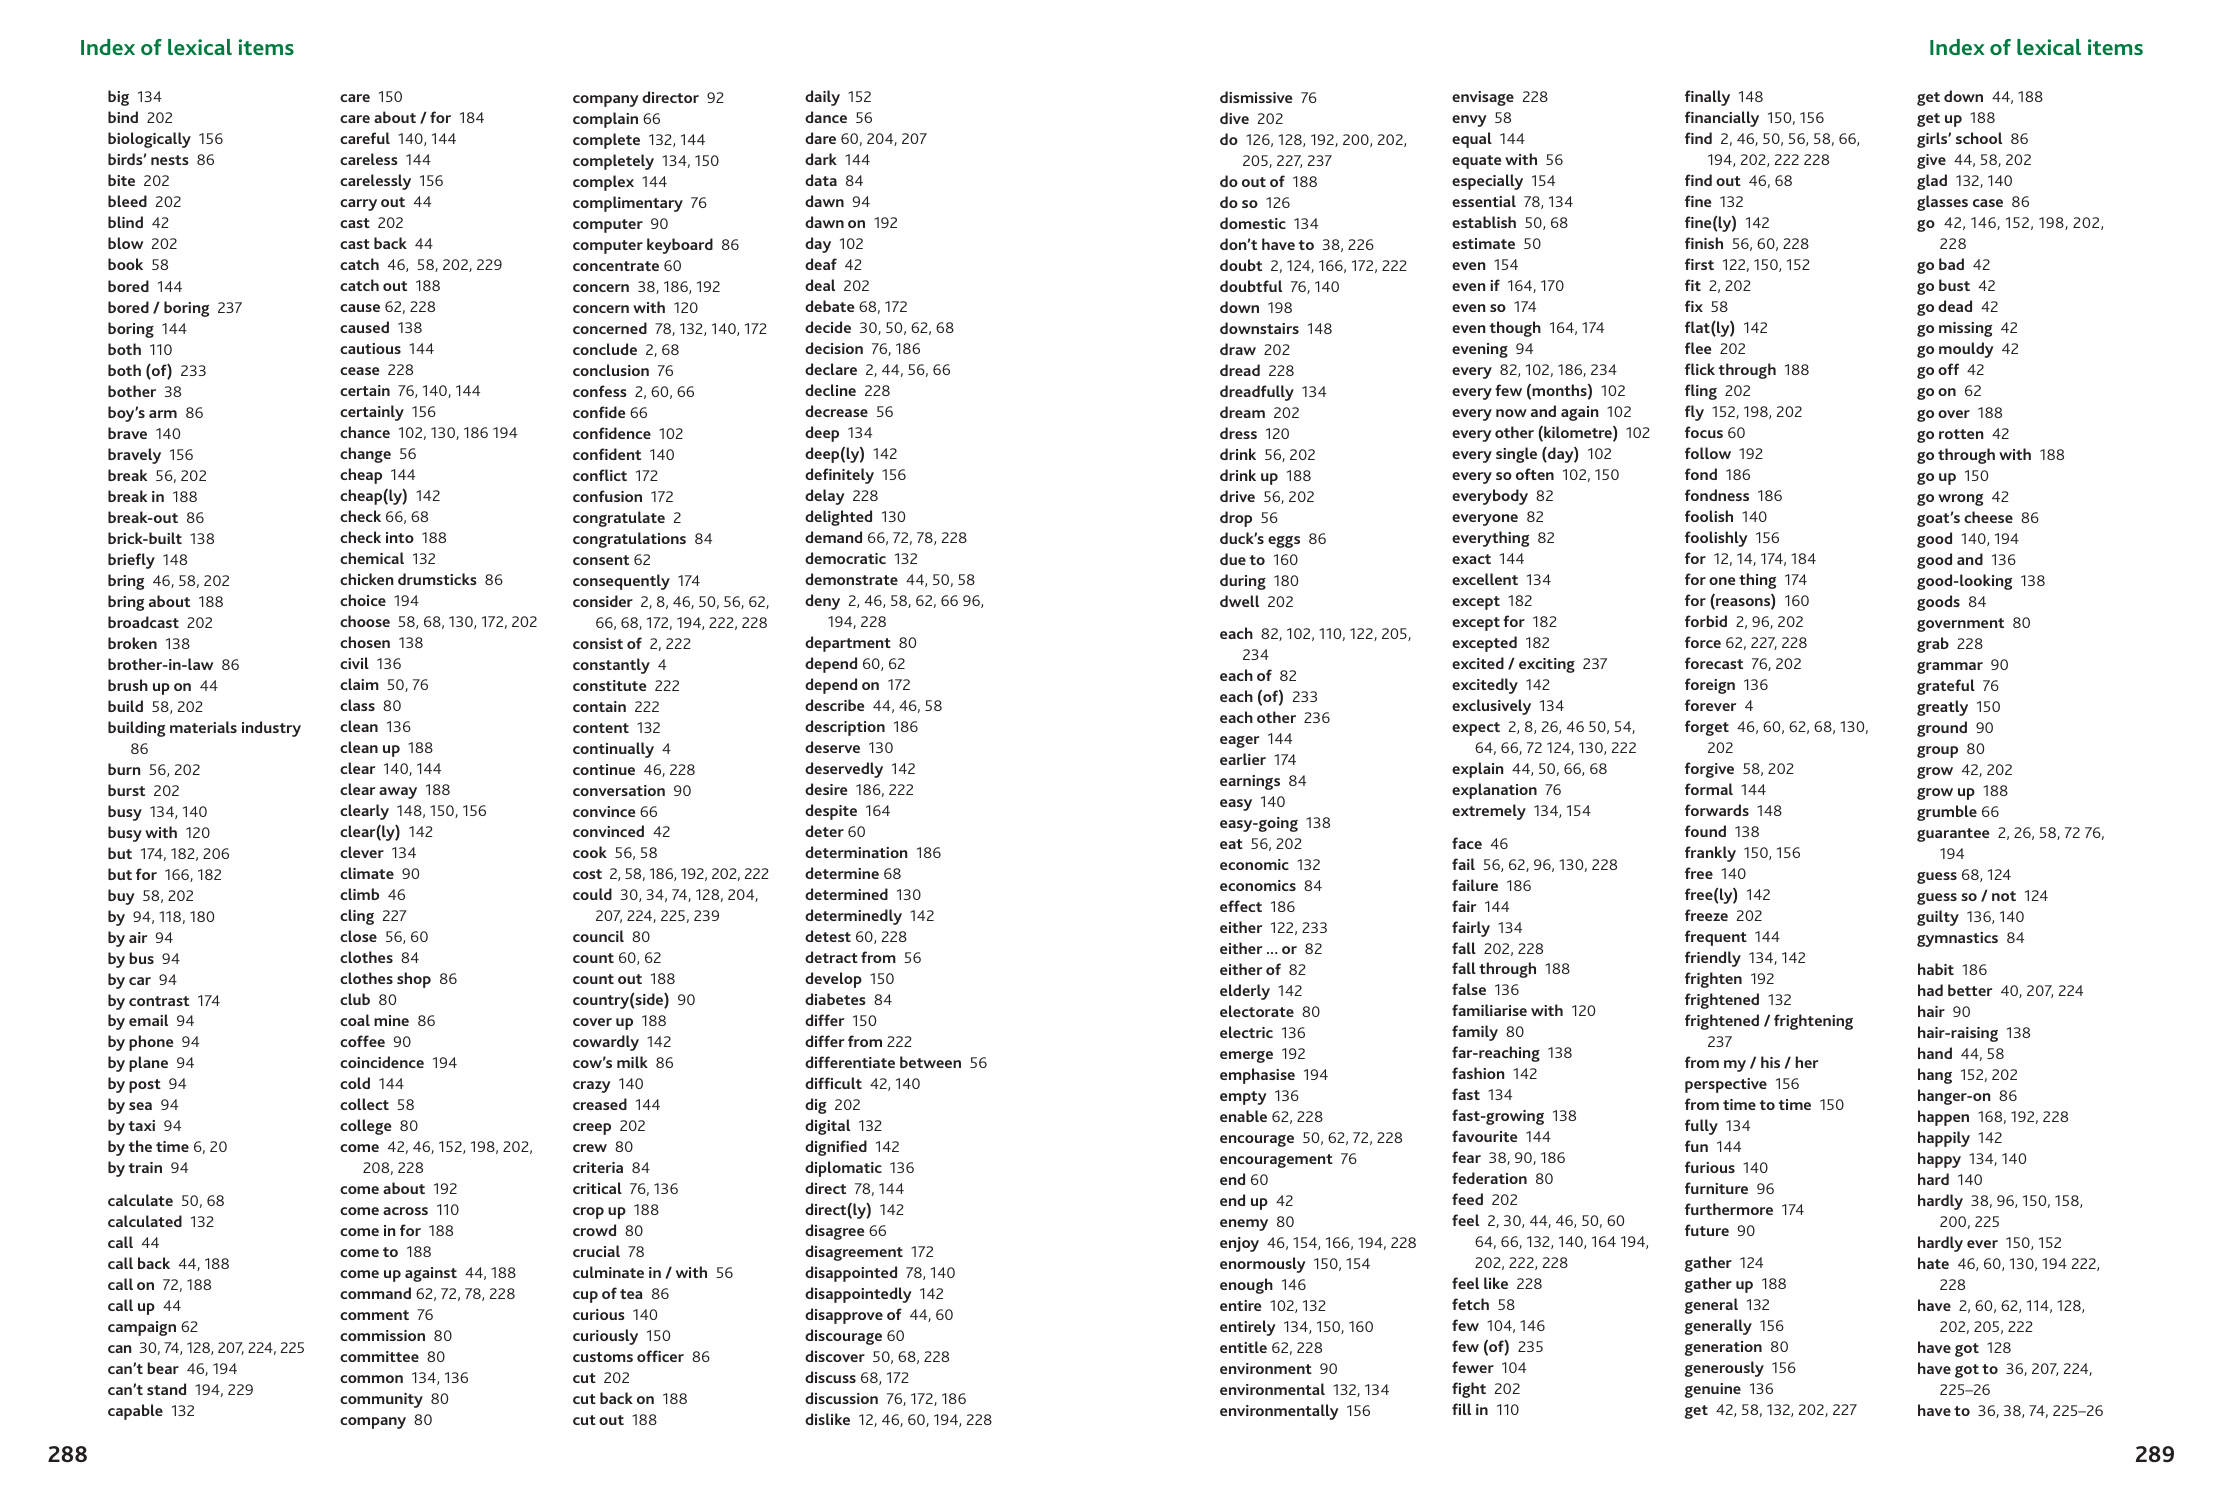 Index of lexical items
big 134
bind 202
biologically 156
birds’ nests 86
bite 202
bleed 202
blind 42
blow 202
book 58
bored 144
bored / boring 237
boring 144
both 110
both (of) 233
bother 38
boy’s arm 86
brave 140
bravely 156
break 56, 202
break in 188
break-out 86
brick-built 138
briefly 148
bring 46, 58, 202
bring about 188
broadcast 202
broken 138
brother-in-law 86
brush up on 44
build 58, 202
building materials industry
86
burn 56, 202
burst 202
busy 134, 140
busy with 120
but 174, 182, 206
but for 166, 182
buy 58, 202
by 94, 118, 180
by air 94
by bus 94
by car 94
by contrast 174
by email 94
by phone 94
by plane 94
by post 94
by sea 94
by taxi 94
by the time 6, 20
by train 94
calculate 50, 68
calculated 132
call 44
call back 44, 188
call on 72, 188
call up 44
campaign 62
can 30, 74, 128, 207, 224, 225
can’t bear 46, 194
can’t stand 194, 229
capable 132
care 150
care about / for 184
careful 140, 144
careless 144
carelessly 156
carry out 44
cast 202
cast back 44
catch 46, 58, 202, 229
catch out 188
cause 62, 228
caused 138
cautious 144
cease 228
certain 76, 140, 144
certainly 156
chance 102, 130, 186 194
change 56
cheap 144
cheap(ly) 142
check 66, 68
check into 188
chemical 132
chicken drumsticks 86
choice 194
choose 58, 68, 130, 172, 202
chosen 138
civil 136
claim 50, 76
class 80
clean 136
clean up 188
clear 140, 144
clear away 188
clearly 148, 150, 156
clear(ly) 142
clever 134
climate 90
climb 46
cling 227
close 56, 60
clothes 84
clothes shop 86
club 80
coal mine 86
coffee 90
coincidence 194
cold 144
collect 58
college 80
come 42, 46, 152, 198, 202,
208, 228
come about 192
come across 110
come in for 188
come to 188
come up against 44, 188
command 62, 72, 78, 228
comment 76
commission 80
committee 80
common 134, 136
community 80
company 80
company director 92
complain 66
complete 132, 144
completely 134, 150
complex 144
complimentary 76
computer 90
computer keyboard 86
concentrate 60
concern 38, 186, 192
concern with 120
concerned 78, 132, 140, 172
conclude 2, 68
conclusion 76
confess 2, 60, 66
confide 66
confidence 102
confident 140
conflict 172
confusion 172
congratulate 2
congratulations 84
consent 62
consequently 174
consider 2, 8, 46, 50, 56, 62,
66, 68, 172, 194, 222, 228
consist of 2, 222
constantly 4
constitute 222
contain 222
content 132
continually 4
continue 46, 228
conversation 90
convince 66
convinced 42
cook 56, 58
cost 2, 58, 186, 192, 202, 222
could 30, 34, 74, 128, 204,
207, 224, 225, 239
council 80
count 60, 62
count out 188
country(side) 90
cover up 188
cowardly 142
cow’s milk 86
crazy 140
creased 144
creep 202
crew 80
criteria 84
critical 76, 136
crop up 188
crowd 80
crucial 78
culminate in / with 56
cup of tea 86
curious 140
curiously 150
customs officer 86
cut 202
cut back on 188
cut out 188
daily 152
dance 56
dare 60, 204, 207
dark 144
data 84
dawn 94
dawn on 192
day 102
deaf 42
deal 202
debate 68, 172
decide 30, 50, 62, 68
decision 76, 186
declare 2, 44, 56, 66
decline 228
decrease 56
deep 134
deep(ly) 142
definitely 156
delay 228
delighted 130
demand 66, 72, 78, 228
democratic 132
demonstrate 44, 50, 58
deny 2, 46, 58, 62, 66 96,
194, 228
department 80
depend 60, 62
depend on 172
describe 44, 46, 58
description 186
deserve 130
deservedly 142
desire 186, 222
despite 164
deter 60
determination 186
determine 68
determined 130
determinedly 142
detest 60, 228
detract from 56
develop 150
diabetes 84
differ 150
differ from 222
differentiate between 56
difficult 42, 140
dig 202
digital 132
dignified 142
diplomatic 136
direct 78, 144
direct(ly) 142
disagree 66
disagreement 172
disappointed 78, 140
disappointedly 142
disapprove of 44, 60
discourage 60
discover 50, 68, 228
discuss 68, 172
discussion 76, 172, 186
dislike 12, 46, 60, 194, 228
288
Index of lexical items
dismissive 76
dive 202
do 126, 128, 192, 200, 202,
205, 227, 237
do out of 188
do so 126
domestic 134
don’t have to 38, 226
doubt 2, 124, 166, 172, 222
doubtful 76, 140
down 198
downstairs 148
draw 202
dread 228
dreadfully 134
dream 202
dress 120
drink 56, 202
drink up 188
drive 56, 202
drop 56
duck’s eggs 86
due to 160
during 180
dwell 202
each 82, 102, 110, 122, 205,
234
each of 82
each (of) 233
each other 236
eager 144
earlier 174
earnings 84
easy 140
easy-going 138
eat 56, 202
economic 132
economics 84
effect 186
either 122, 233
either ... or 82
either of 82
elderly 142
electorate 80
electric 136
emerge 192
emphasise 194
empty 136
enable 62, 228
encourage 50, 62, 72, 228
encouragement 76
end 60
end up 42
enemy 80
enjoy 46, 154, 166, 194, 228
enormously 150, 154
enough 146
entire 102, 132
entirely 134, 150, 160
entitle 62, 228
environment 90
environmental 132, 134
environmentally 156
envisage 228
envy 58
equal 144
equate with 56
especially 154
essential 78, 134
establish 50, 68
estimate 50
even 154
even if 164, 170
even so 174
even though 164, 174
evening 94
every 82, 102, 186, 234
every few (months) 102
every now and again 102
every other (kilometre) 102
every single (day) 102
every so often 102, 150
everybody 82
everyone 82
everything 82
exact 144
excellent 134
except 182
except for 182
excepted 182
excited / exciting 237
excitedly 142
exclusively 134
expect 2, 8, 26, 46 50, 54,
64, 66, 72 124, 130, 222
explain 44, 50, 66, 68
explanation 76
extremely 134, 154
face 46
fail 56, 62, 96, 130, 228
failure 186
fair 144
fairly 134
fall 202, 228
fall through 188
false 136
familiarise with 120
family 80
far-reaching 138
fashion 142
fast 134
fast-growing 138
favourite 144
fear 38, 90, 186
federation 80
feed 202
feel 2, 30, 44, 46, 50, 60
64, 66, 132, 140, 164 194,
202, 222, 228
feel like 228
fetch 58
few 104, 146
few (of) 235
fewer 104
fight 202
fill in 110
finally 148
financially 150, 156
find 2, 46, 50, 56, 58, 66,
194, 202, 222 228
find out 46, 68
fine 132
fine(ly) 142
finish 56, 60, 228
first 122, 150, 152
fit 2, 202
fix 58
flat(ly) 142
flee 202
flick through 188
fling 202
fly 152, 198, 202
focus 60
follow 192
fond 186
fondness 186
foolish 140
foolishly 156
for 12, 14, 174, 184
for one thing 174
for (reasons) 160
forbid 2, 96, 202
force 62, 227, 228
forecast 76, 202
foreign 136
forever 4
forget 46, 60, 62, 68, 130,
202
forgive 58, 202
formal 144
forwards 148
found 138
frankly 150, 156
free 140
free(ly) 142
freeze 202
frequent 144
friendly 134, 142
frighten 192
frightened 132
frightened / frightening
237
from my / his / her
perspective 156
from time to time 150
fully 134
fun 144
furious 140
furniture 96
furthermore 174
future 90
gather 124
gather up 188
general 132
generally 156
generation 80
generously 156
genuine 136
get 42, 58, 132, 202, 227
get down 44, 188
get up 188
girls’ school 86
give 44, 58, 202
glad 132, 140
glasses case 86
go 42, 146, 152, 198, 202,
228
go bad 42
go bust 42
go dead 42
go missing 42
go mouldy 42
go off 42
go on 62
go over 188
go rotten 42
go through with 188
go up 150
go wrong 42
goat’s cheese 86
good 140, 194
good and 136
good-looking 138
goods 84
government 80
grab 228
grammar 90
grateful 76
greatly 150
ground 90
group 80
grow 42, 202
grow up 188
grumble 66
guarantee 2, 26, 58, 72 76,
194
guess 68, 124
guess so / not 124
guilty 136, 140
gymnastics 84
habit 186
had better 40, 207, 224
hair 90
hair-raising 138
hand 44, 58
hang 152, 202
hanger-on 86
happen 168, 192, 228
happily 142
happy 134, 140
hard 140
hardly 38, 96, 150, 158,
200, 225
hardly ever 150, 152
hate 46, 60, 130, 194 222,
228
have 2, 60, 62, 114, 128,
202, 205, 222
have got 128
have got to 36, 207, 224,
225–26
have to 36, 38, 74, 225–26
289